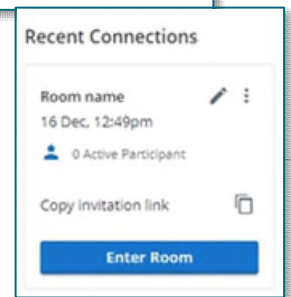 Recent Connections
Room name
16 Dec, 12:49pm
0 Active Participant
Copy invitation link
Enter Room